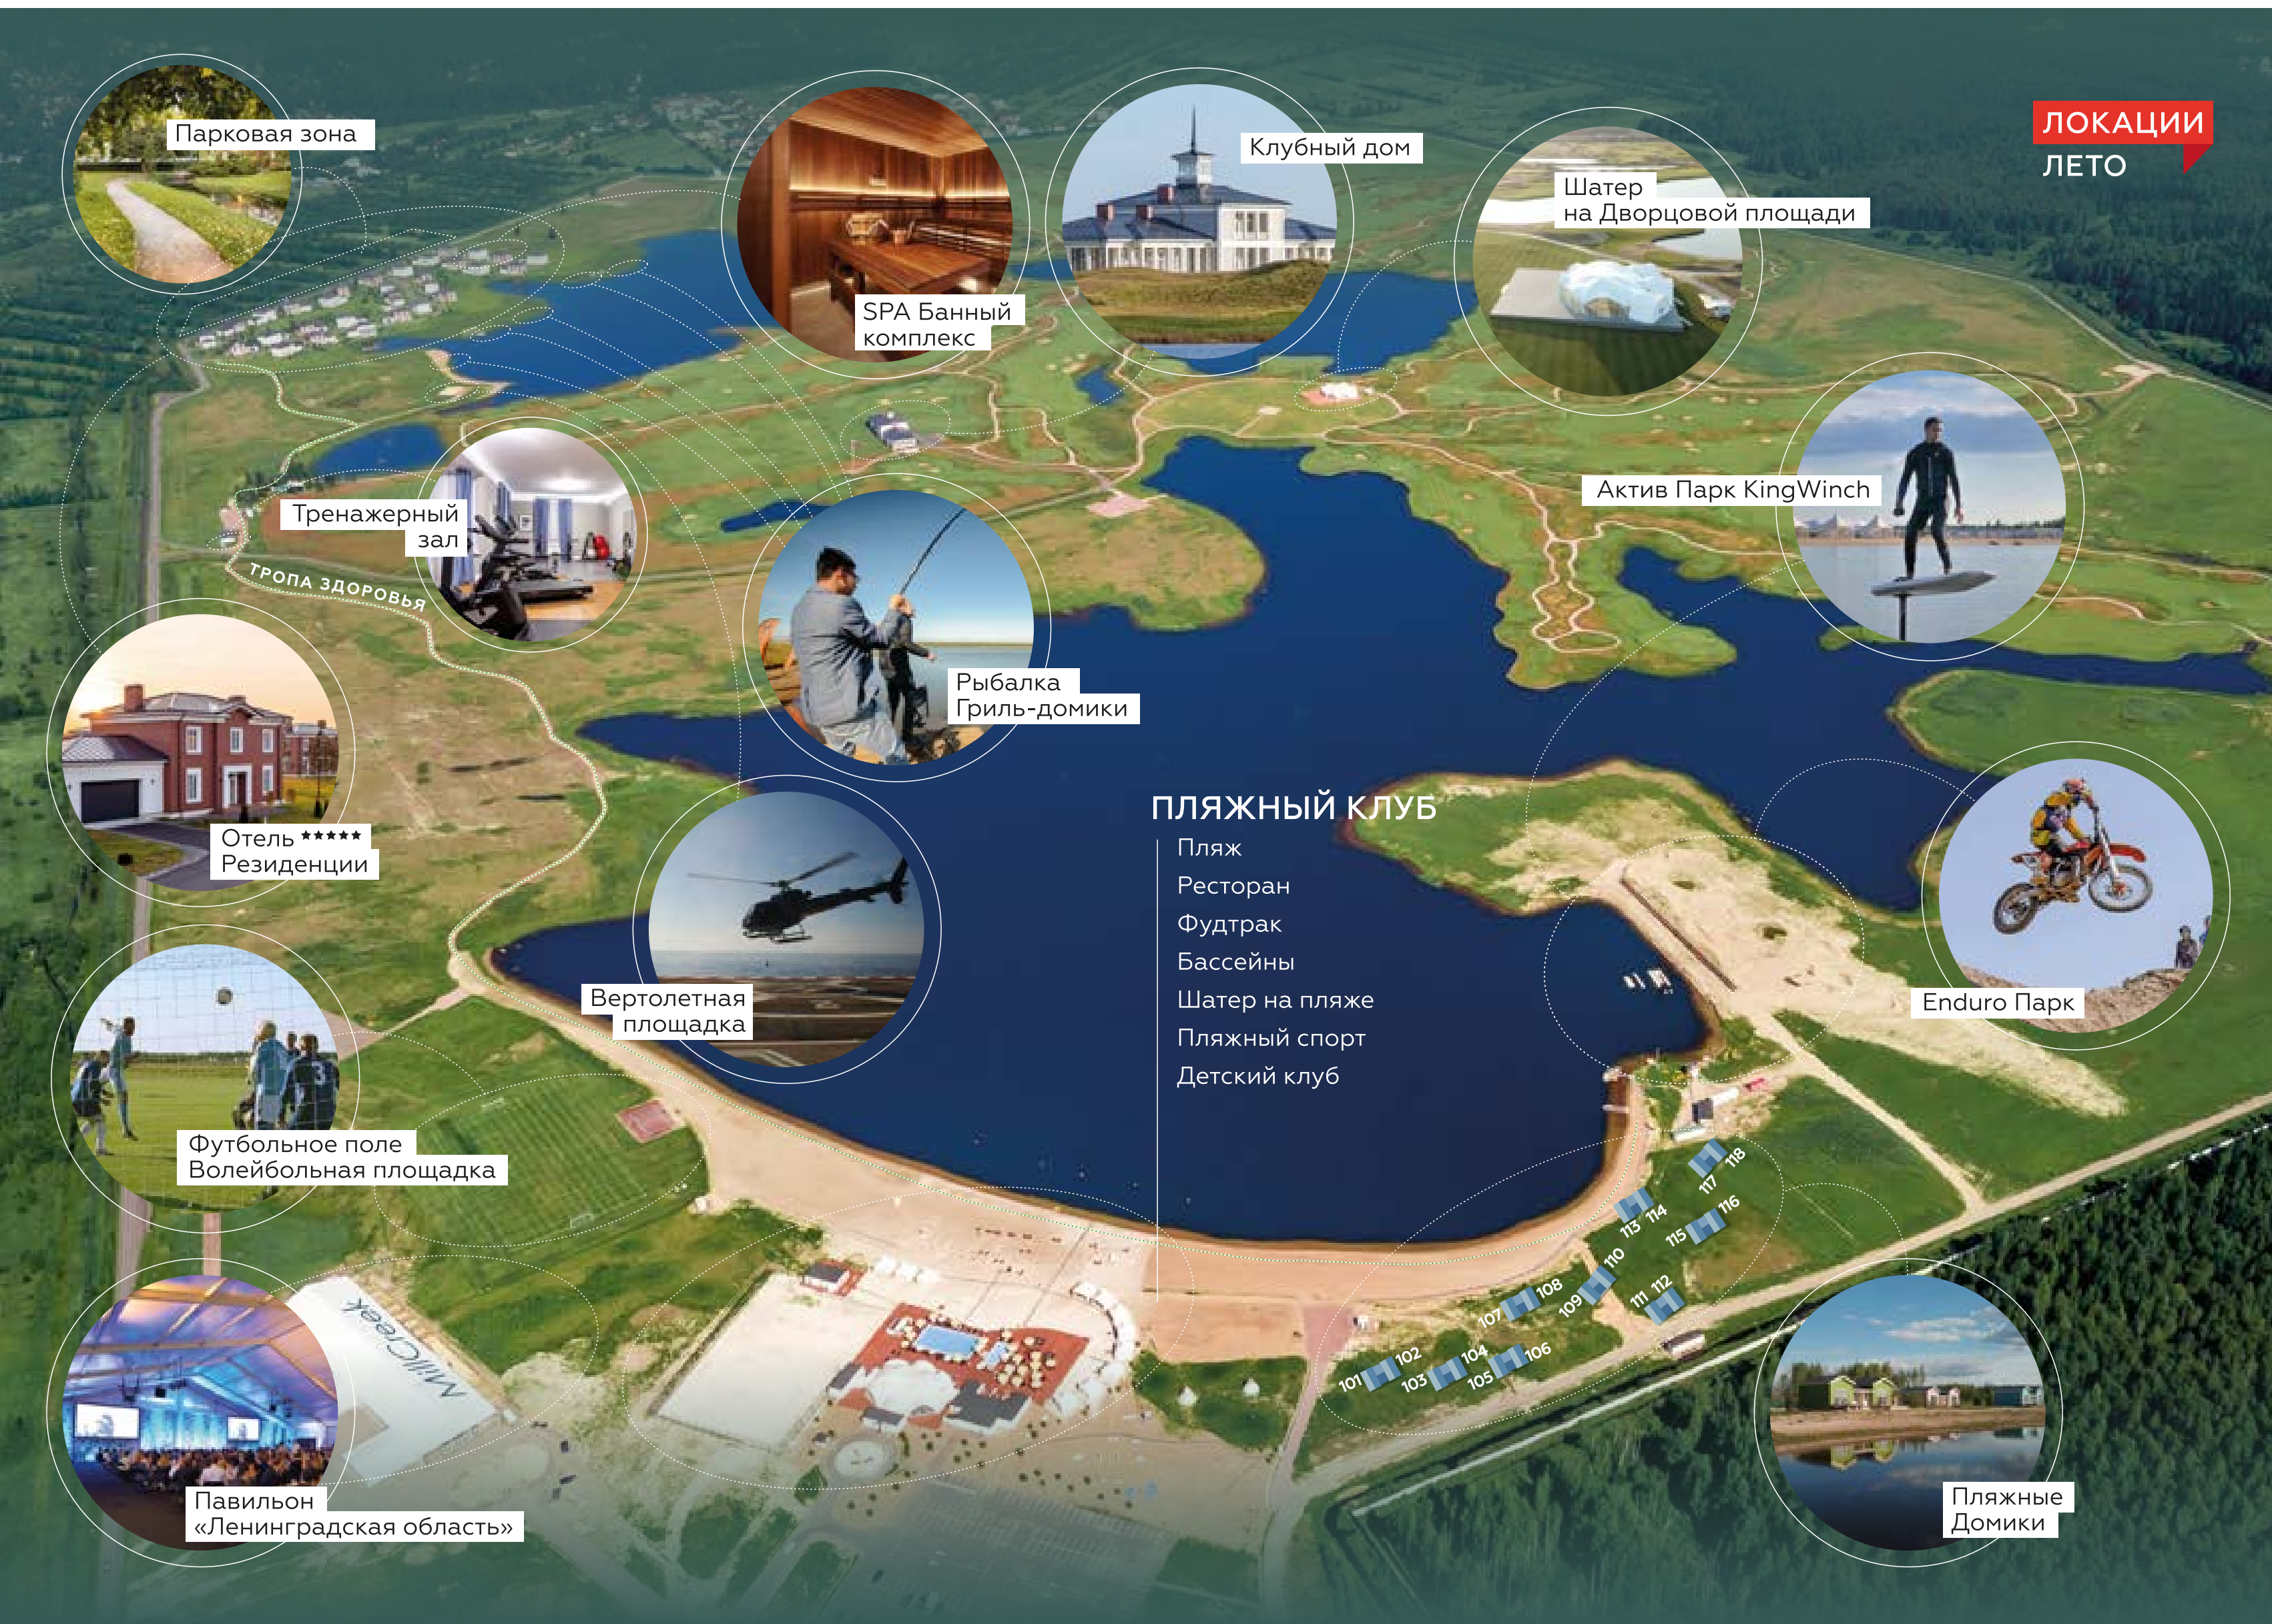 ЛОКАЦИИ
ЛЕТО
Парковая зона
SPA Банный
комплекс
Клубный дом
Шатер
на Дворцовой площади
Актив Парк KingWinch
Тренажерный
зал
ТРОПА ЗДОРОВЬЯ
Рыбалка
Гриль-домики
Отель ★★★★★
Резиденции
Вертолетная
площадка
ПЛЯЖНЫЙ КЛУБ
Пляж
Ресторан
Фудтрак
Бассейны
Шатер на пляже
Пляжный спорт
Детский клуб
Enduro Парк
Футбольное поле
Волейбольная площадка
3
118
117
116
115
114
113
110
109
112
111
108
107
106
105
104
103
102
101
MillCreek
Павильон
«Ленинградская область»
Пляжные
Домики